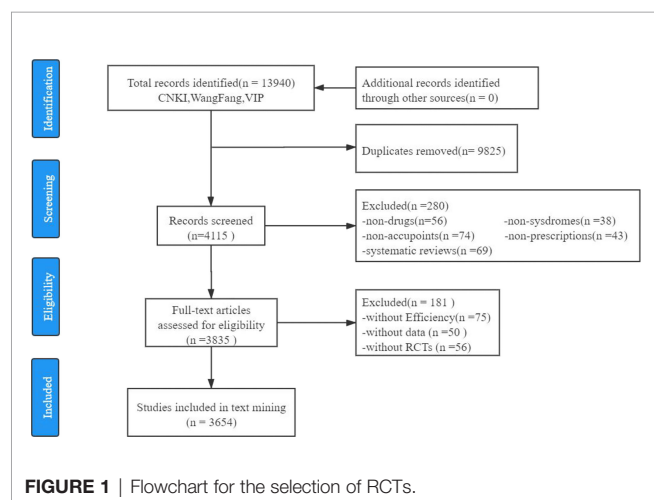 Identification
Total records identified(n = 13940)
CNKI,WangFang,VIP
Additional records identified
through other sources(n = 0)
Duplicates removed(n= 9825)
Screening
Records screened
(n=4115 )
Excluded(n =280)
-non-drugs(n=56) -non-sysdromes(n=38)
-non-accupoints(n =74) -non-prescriptions(n =43)
-systematic reviews(n =69)
Eligibility
Full-text articles
assessed for eligibility
(n =3835 )
Excluded(n = 181 )
-without Efficiency(n =75)
-without data (n =50 )
-without RCTs (n =56)
Included
Studies included in text mining
(n = 3654)
FIGURE 1 | Flowchart for the selection of RCTs.